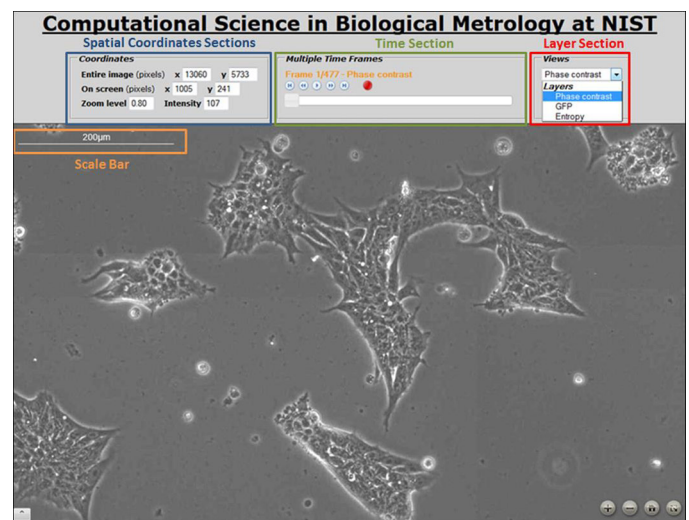 Computational Science in Biological Metrology at NIST
Spatial Coordinates Sections
Time Section
Layer Section
Coordinates
Entire image (pixels) x 13060 y 5733
On screen (pixels) x 1005 y 241
Zoom level 0.80 Intensity 107
Multiple Time Frames
Frame 1/477 - Phase contrast
Views
Phase contrast
Layers
Phase contrast
GFP
Entropy
200μm
Scale Bar